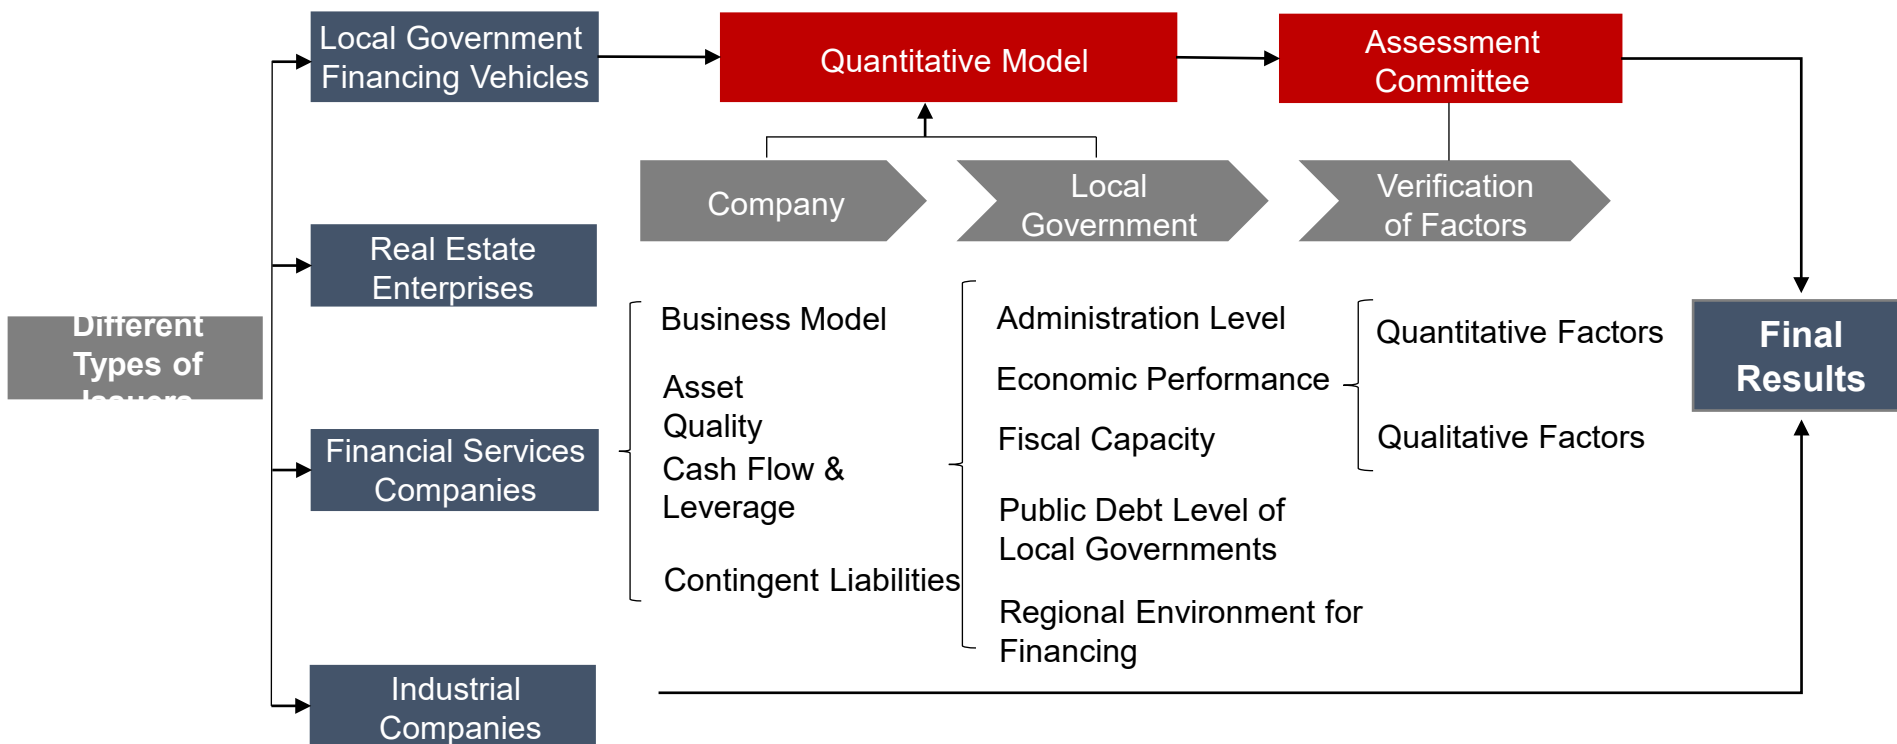 Local Government
Financing Vehicles
Quantitative Model
Assessment
Committee
Company
Local
Government
Verification
of Factors
Real Estate
Enterprises
Different
Types of
Issuers
Financial Services
Companies
Industrial
Companies
Business Model
Asset
Quality
Cash Flow &
Leverage
Contingent Liabilities
Administration Level
Economic Performance
Fiscal Capacity
Public Debt Level of
Local Governments
Regional Environment for
Financing
Quantitative Factors
Qualitative Factors
Final
Results